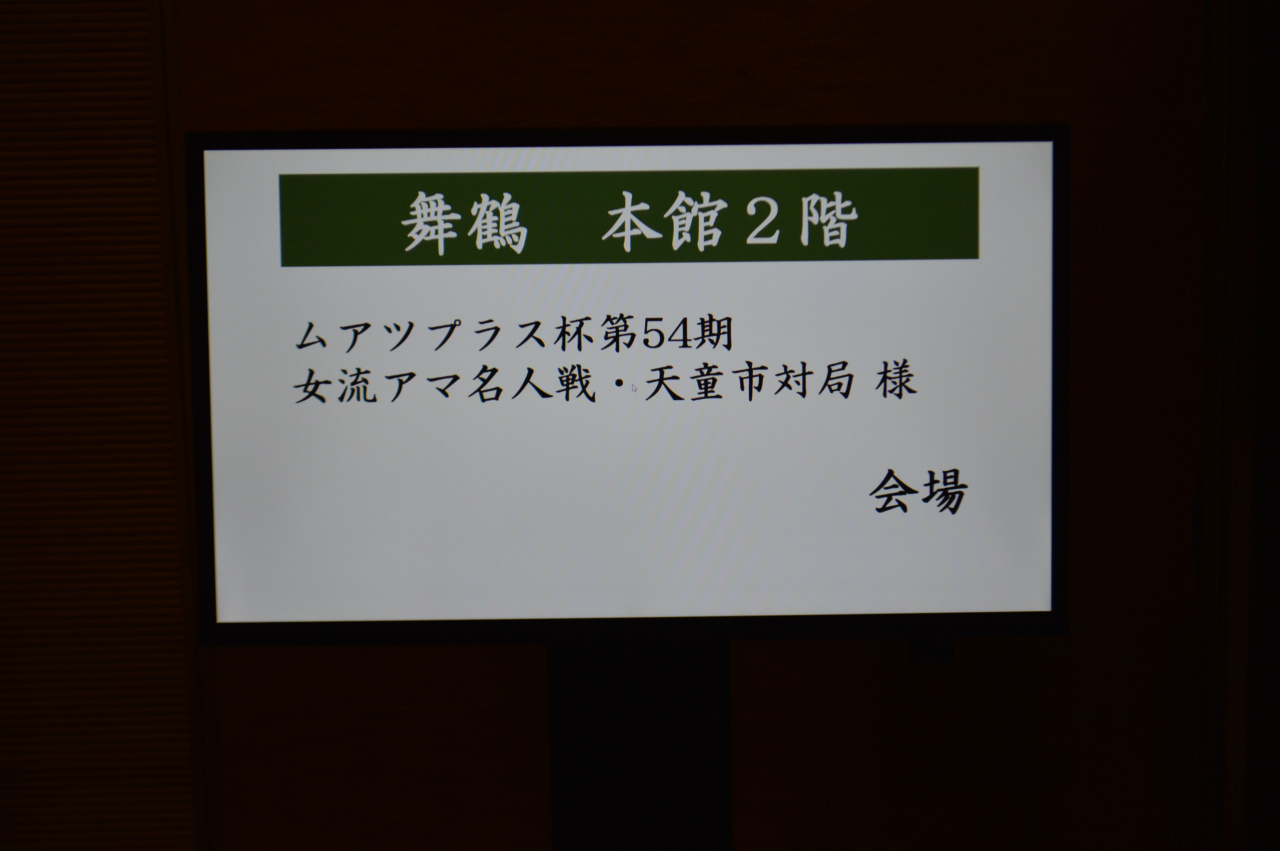 舞鶴　本館２階
ムアツプラス杯第54期
女流アマ名人戦・天童市対局 様
会場